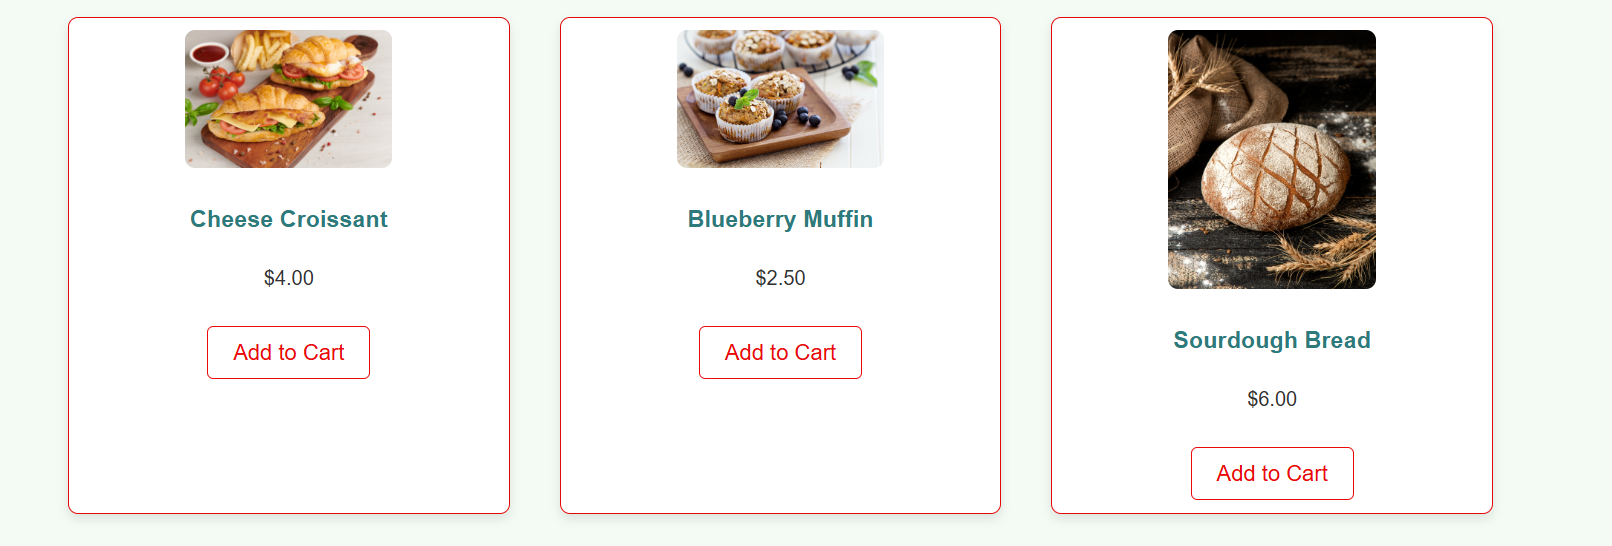 Cheese Croissant
$4.00
Add to Cart
Blueberry Muffin
$2.50
Add to Cart
Sourdough Bread
$6.00
Add to Cart